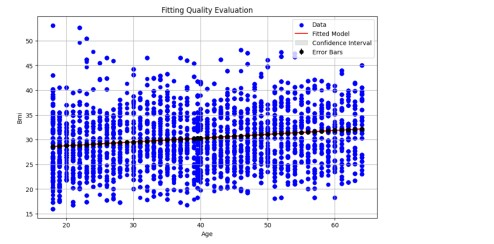 Fitting Quality Evaluation
Data
Fitted Model
Confidence Interval
Error Bars
Bmi
50
45
40
35
30
25
20
15
20
30
40
50
60
Age